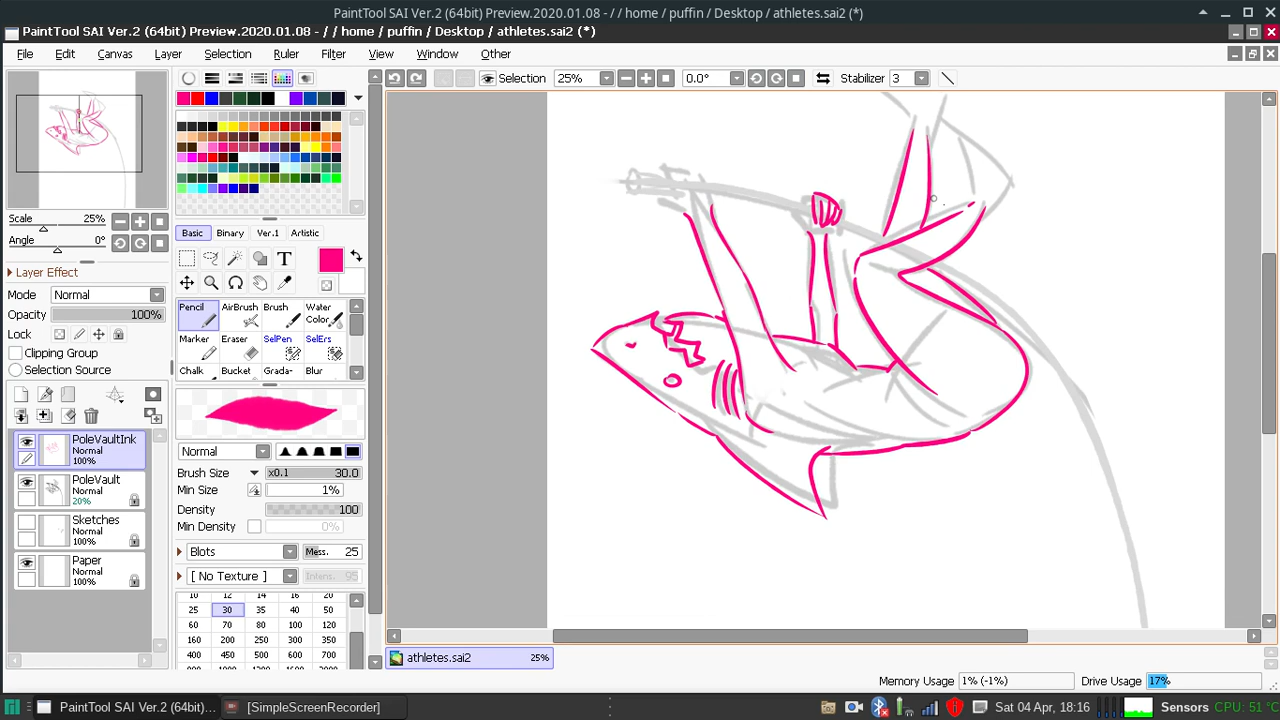 PaintTool SAI Ver.2 (64bit) Preview.2020.01.08 - / / home / puffin / Desktop / athletes.sai2 (*)
PaintTool SAI Ver.2 (64bit) Preview.2020.01.08 - / / home / puffin / Desktop / athletes.sai2 (*)
File Edit Canvas Layer Selection Ruler Filter View Window Other
Selection 25% 0.0° Stabilizer 3
Scale 25%
Angle 0°
Layer Effect
Mode Normal
Opacity 100%
Lock
Clipping Group
Selection Source
PoleVaultInk
Normal
100%
PoleVault
Normal
20%
Sketches
Normal
100%
Paper
Normal
100%
Basic Binary Ver.1 Artistic
T
Pencil AirBrush Brush Water Color
Marker Eraser SelPen SelErs
Chalk Bucket Grada- Blur
Normal
Brush Size x0.1 30.0
Min Size 1%
Density 100
Min Density 0%
Blots Mess. 25
[ No Texture ] Intens. 95
10 12 14 16 20
25 30 35 40 50
60 70 80 100 120
160 200 250 300 350
400 450 500 600 700
athletes.sai2 25%
Memory Usage 1% (-1%) Drive Usage 17%
PaintTool SAI Ver.2 (64bit)... [SimpleScreenRecorder] Sat 04 Apr, 18:16 Sensors CPU: 51 °C